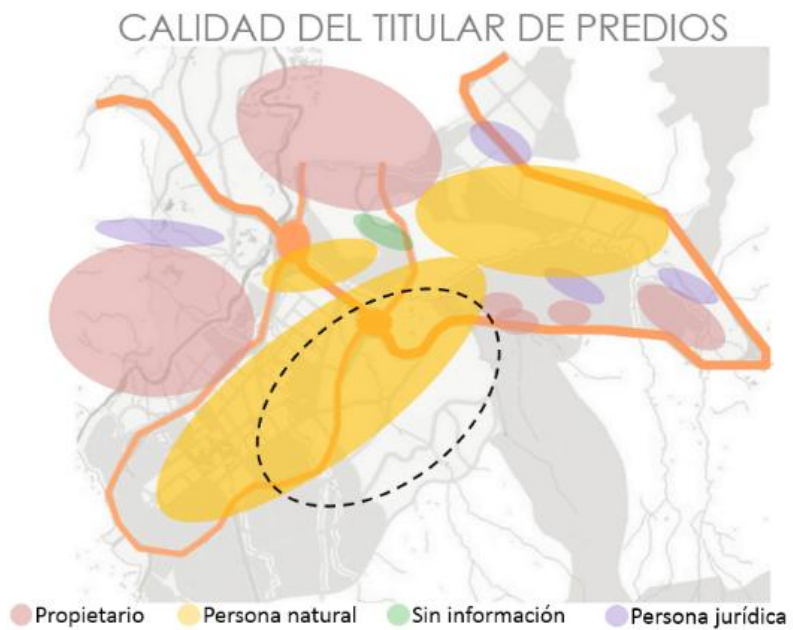 CALIDAD DEL TITULAR DE PREDIOS
Propietario Persona natural Sin información Persona jurídica